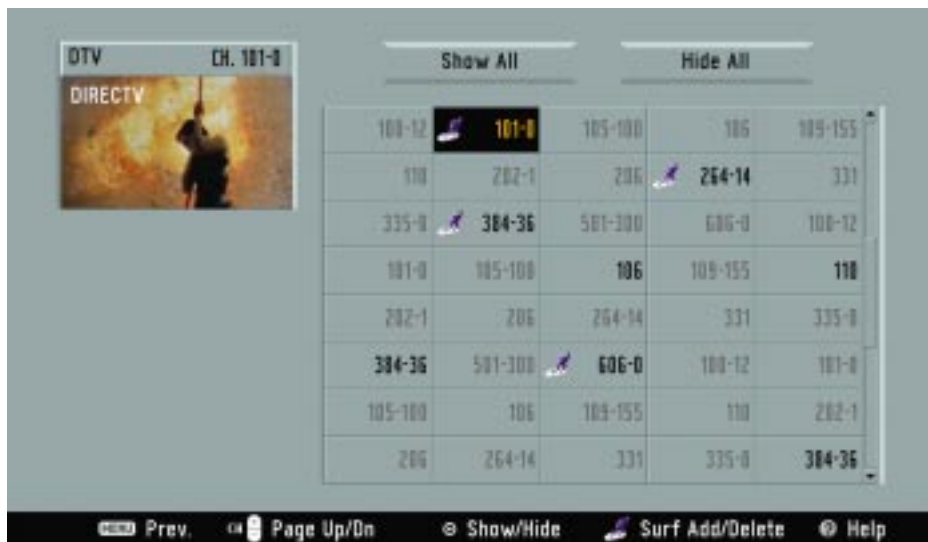 DTV CH. 101-0
DIRECTV
Show All Hide All
100-12 101-0 105-100 106 109-155
110 202-1 206 264-14 331
335-0 384-36 501-300 606-0 100-12
101-0 105-100 106 109-155 110
202-1 206 264-14 331 335-0
384-36 501-300 606-0 100-12 101-0
105-100 106 109-155 110 202-1
206 264-14 331 335-0 384-36
MENU Prev. CH Page Up/Dn Show/Hide Surf Add/Delete Help